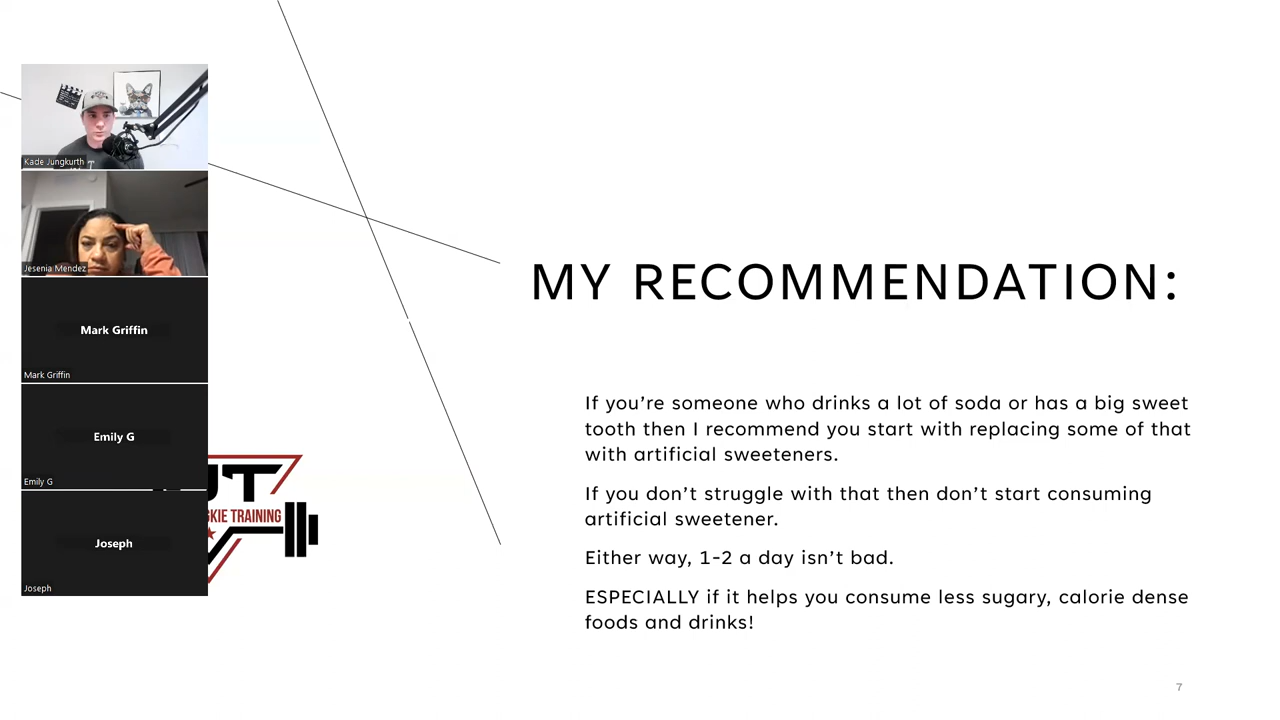 Kade Jungkurth
Jesenia Mendez
Mark Griffin
Mark Griffin
Emily G
Emily G
Joseph
Joseph
MY RECOMMENDATION:
If you’re someone who drinks a lot of soda or has a big sweet
tooth then I recommend you start with replacing some of that
with artificial sweeteners.
If you don’t struggle with that then don’t start consuming
artificial sweetener.
Either way, 1-2 a day isn’t bad.
ESPECIALLY if it helps you consume less sugary, calorie dense
foods and drinks!
TRAINING
7